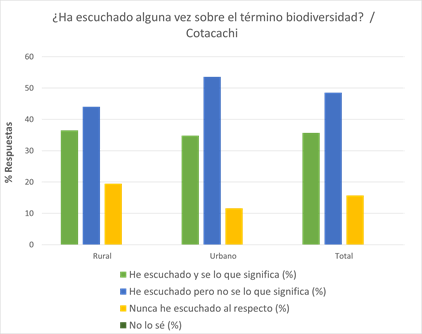 ¿Ha escuchado alguna vez sobre el término biodiversidad? /
Cotacachi
% Respuestas
60
50
40
30
20
10
0
Rural Urbano Total
He escuchado y se lo que significa (%)
He escuchado pero no se lo que significa (%)
Nunca he escuchado al respecto (%)
No lo sé (%)